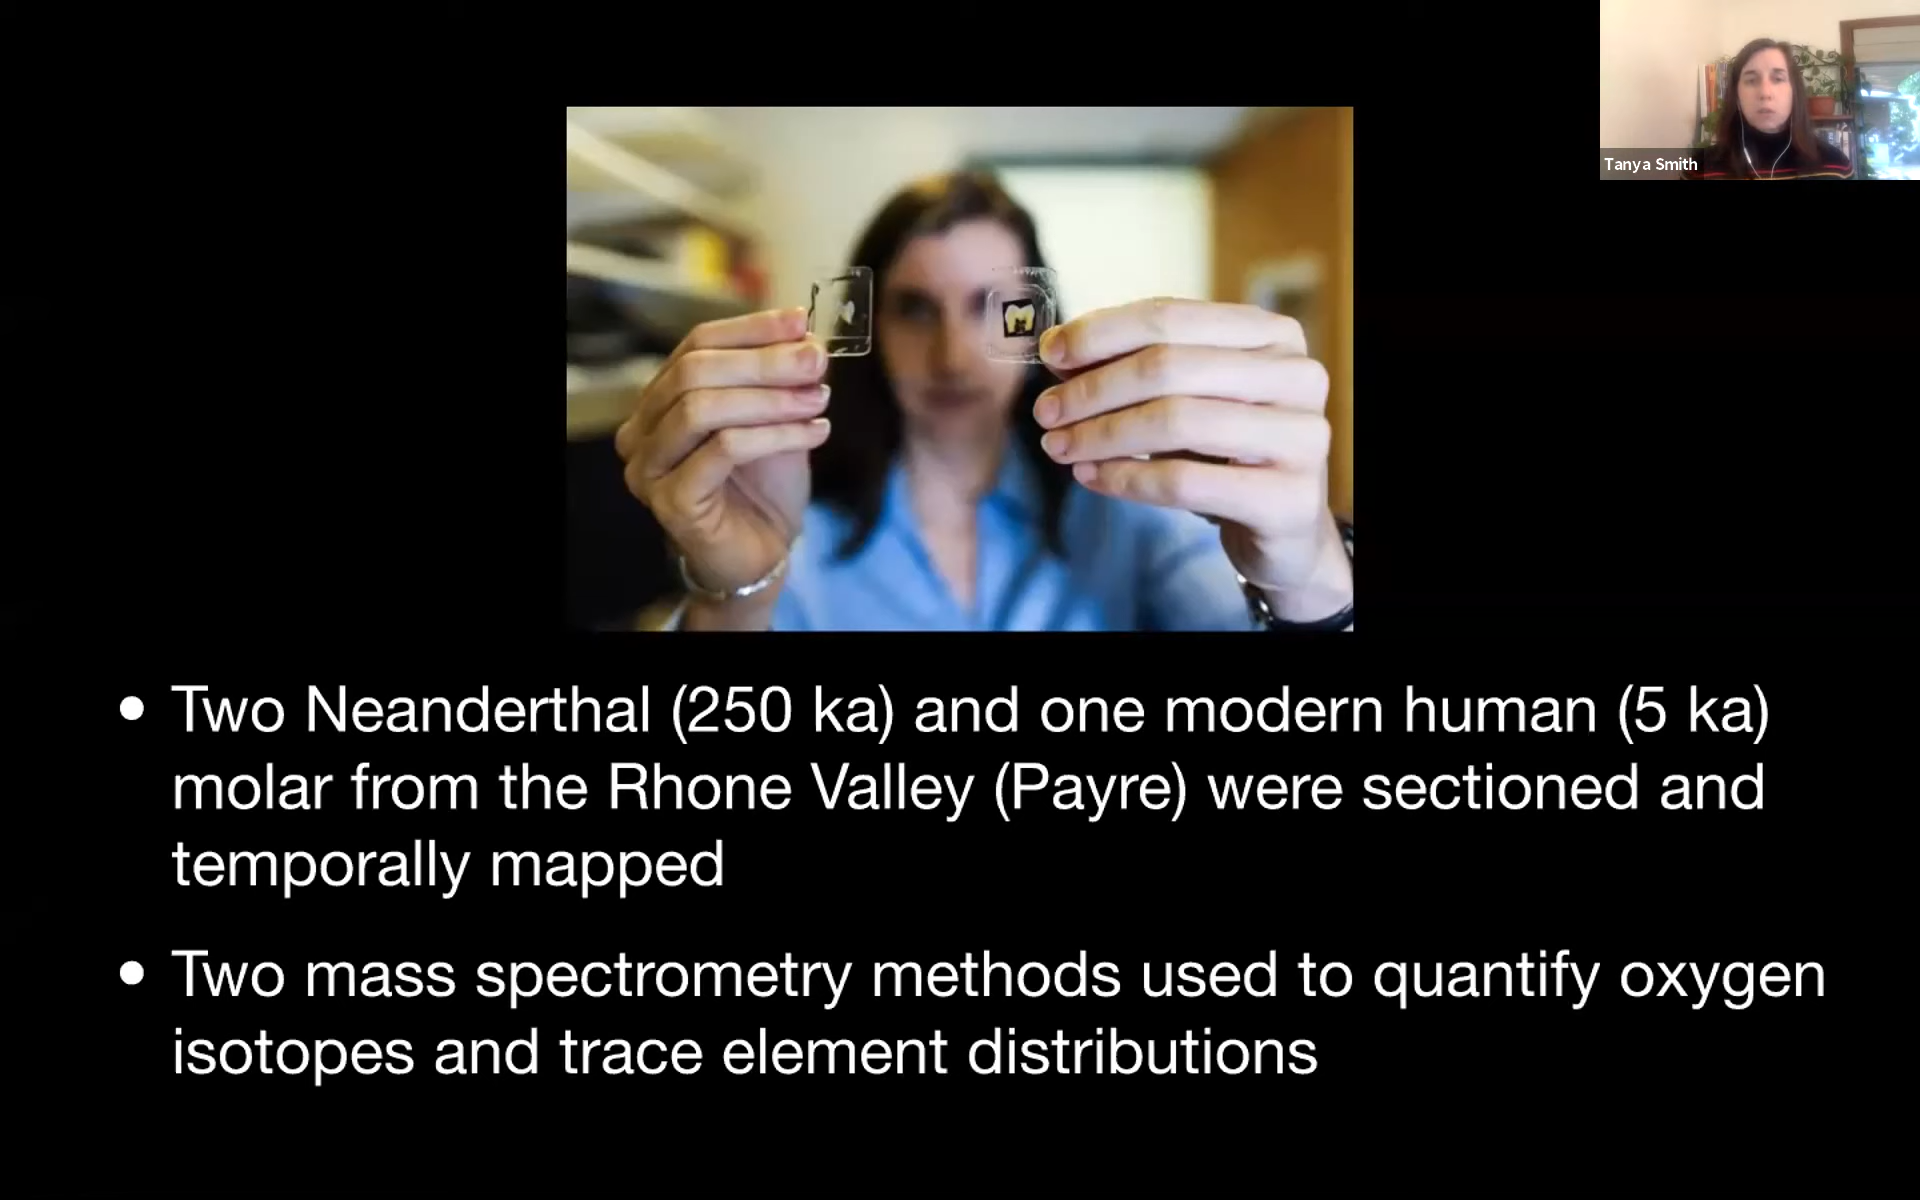 Tanya Smith
• Two Neanderthal (250 ka) and one modern human (5 ka)
molar from the Rhone Valley (Payre) were sectioned and
temporally mapped
• Two mass spectrometry methods used to quantify oxygen
isotopes and trace element distributions